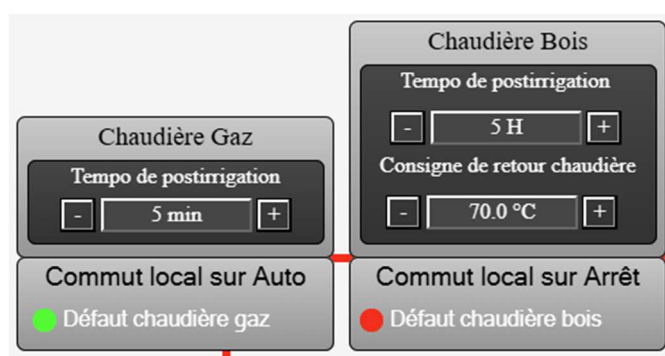 Chaudière Bois
Tempo de postirrigation
- 5 H +
Consigne de retour chaudière
- 70.0 °C +
Chaudière Gaz
Tempo de postirrigation
- 5 min +
Commut local sur Auto
Défaut chaudière gaz
Commut local sur Arrêt
Défaut chaudière bois